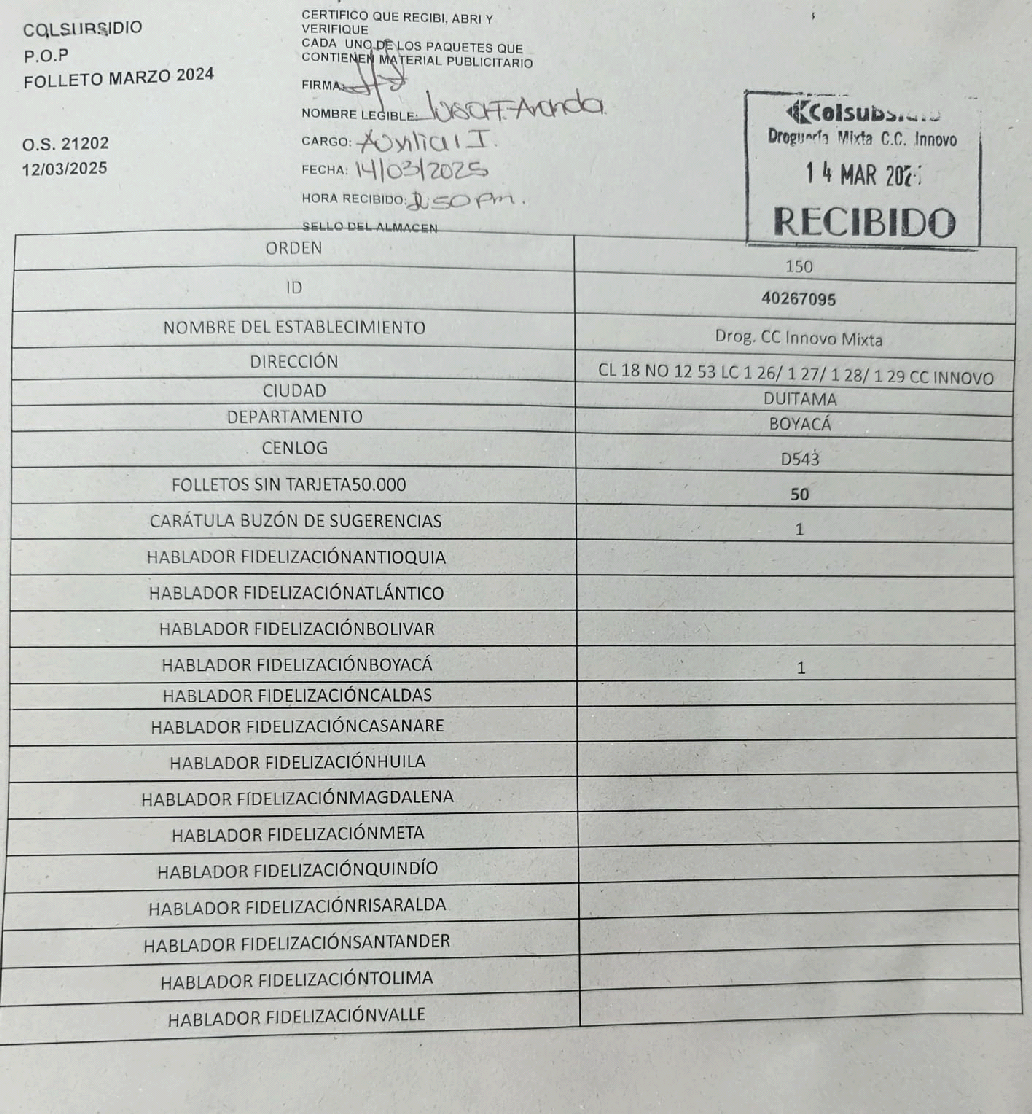 COLSUBSIDIO
P.O.P
FOLLETO MARZO 2024
O.S. 21202
12/03/2025
CERTIFICO QUE RECIBI, ABRI Y
VERIFIQUE
CADA UNO DE LOS PAQUETES QUE
CONTIENEN MATERIAL PUBLICITARIO
FIRMA:
NOMBRE LEGIBLE: Luisa F. Aranda
CARGO: Auxiliar I.
FECHA: 14/03/2025
HORA RECIBIDO: 50 Pm.
SELLO DEL ALMACEN
Colsubsidio
Droguería Mixta C.C. Innovo
14 MAR
RECIBIDO
ORDEN 150
ID 40267095
NOMBRE DEL ESTABLECIMIENTO Drog. CC Innovo Mixta
DIRECCIÓN CL 18 NO 12 53 LC 1 26/ 1 27/ 1 28/ 1 29 CC INNOVO
CIUDAD DUITAMA
DEPARTAMENTO BOYACÁ
CENLOG D543
FOLLETOS SIN TARJETA50.000 50
CARÁTULA BUZÓN DE SUGERENCIAS 1
HABLADOR FIDELIZACIÓNANTIOQUIA
HABLADOR FIDELIZACIÓNATLÁNTICO
HABLADOR FIDELIZACIÓNBOLIVAR
HABLADOR FIDELIZACIÓNBOYACÁ 1
HABLADOR FIDELIZACIÓNCALDAS
HABLADOR FIDELIZACIÓNCASANARE
HABLADOR FIDELIZACIÓNHUILA
HABLADOR FIDELIZACIÓNMAGDALENA
HABLADOR FIDELIZACIÓNMETA
HABLADOR FIDELIZACIÓNQUINDÍO
HABLADOR FIDELIZACIÓNRISARALDA
HABLADOR FIDELIZACIÓNSANTANDER
HABLADOR FIDELIZACIÓNTOLIMA
HABLADOR FIDELIZACIÓNVALLE